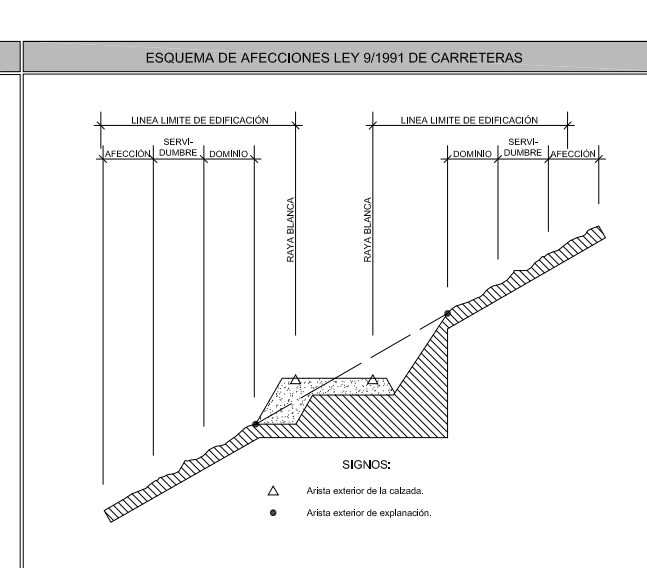 ESQUEMA DE AFECCIONES LEY 9/1991 DE CARRETERAS
LINEA LIMITE DE EDIFICACIÓN
LINEA LIMITE DE EDIFICACIÓN
AFECCIÓN
SERVI-
DUMBRE
DOMINIO
DOMINIO
SERVI-
DUMBRE
AFECCIÓN
RAYA BLANCA
RAYA BLANCA
SIGNOS:
Arista exterior de la calzada.
Arista exterior de explanación.